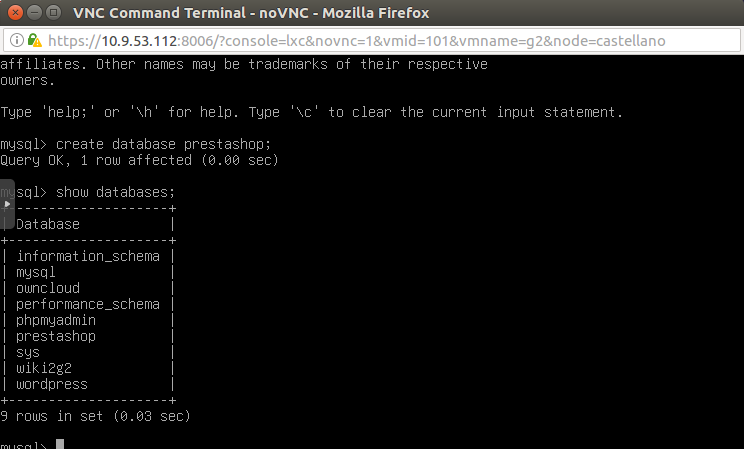 VNC Command Terminal - noVNC - Mozilla Firefox
https://10.9.53.112:8006/?console=lxc&novnc=1&vmid=101&vmname=g2&node=castellano
affiliates. Other names may be trademarks of their respective
owners.
Type 'help;' or '\h' for help. Type '\c' to clear the current input statement.
mysql> create database prestashop;
Query OK, 1 row affected (0.00 sec)
mysql> show databases;
+--------------------+
| Database           |
+--------------------+
| information_schema |
| mysql              |
| owncloud           |
| performance_schema |
| phpmyadmin         |
| prestashop         |
| sys                |
| wiki2g2            |
| wordpress          |
+--------------------+
9 rows in set (0.03 sec)
mysql>